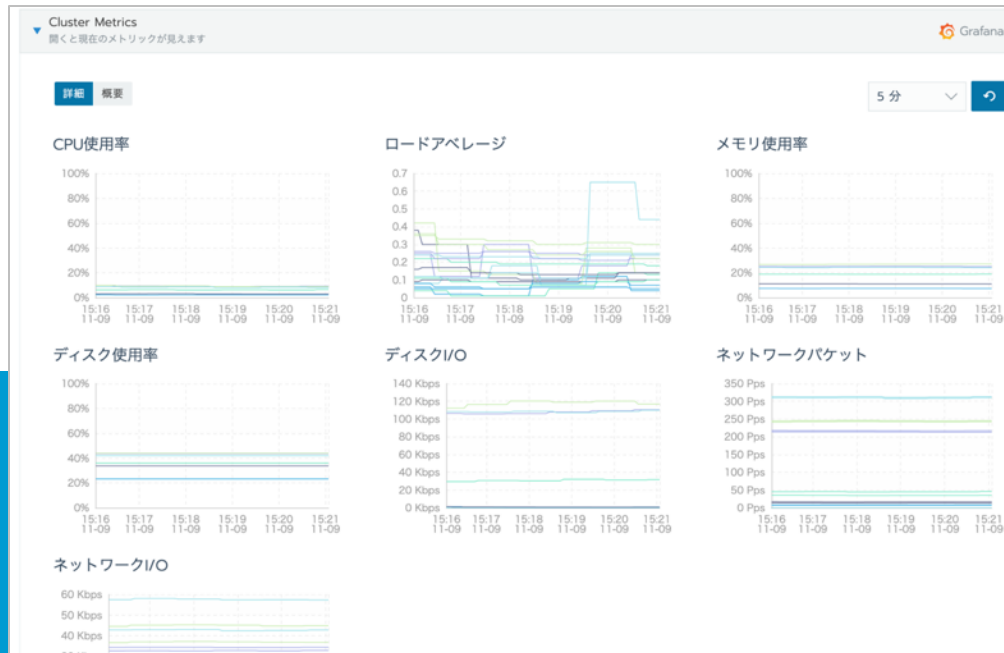 Cluster Metrics
開くと現在のメトリックが見えます
Grafana
詳細 概要
5 分
CPU使用率
100%
80%
60%
40%
20%
0%
15:16 15:17 15:18 15:19 15:20 15:21
11-09 11-09 11-09 11-09 11-09 11-09
ロードアベレージ
0.7
0.6
0.5
0.4
0.3
0.2
0.1
0
15:16 15:17 15:18 15:19 15:20 15:21
11-09 11-09 11-09 11-09 11-09 11-09
メモリ使用率
100%
80%
60%
40%
20%
0%
15:16 15:17 15:18 15:19 15:20 15:21
11-09 11-09 11-09 11-09 11-09 11-09
ディスク使用率
100%
80%
60%
40%
20%
0%
15:16 15:17 15:18 15:19 15:20 15:21
11-09 11-09 11-09 11-09 11-09 11-09
ディスクI/O
140 Kbps
120 Kbps
100 Kbps
80 Kbps
60 Kbps
40 Kbps
20 Kbps
0 Kbps
15:16 15:17 15:18 15:19 15:20 15:21
11-09 11-09 11-09 11-09 11-09 11-09
ネットワークパケット
350 Pps
300 Pps
250 Pps
200 Pps
150 Pps
100 Pps
50 Pps
0 Pps
15:16 15:17 15:18 15:19 15:20 15:21
11-09 11-09 11-09 11-09 11-09 11-09
ネットワークI/O
60 Kbps
50 Kbps
40 Kbps